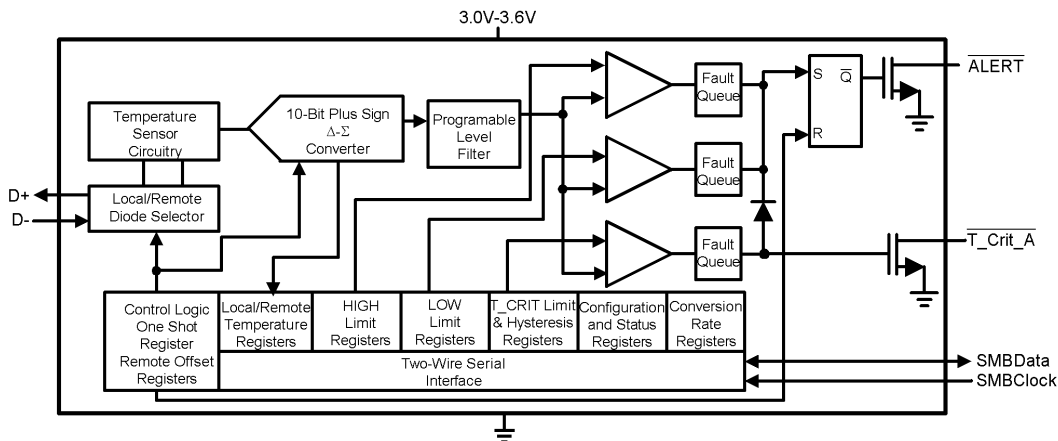 3.0V-3.6V
Temperature
Sensor
Circuitry
10-Bit Plus Sign
Δ-Σ
Converter
Programable
Level
Filter
Fault
Queue
S
Q
R
ALERT
D+
D-
Local/Remote
Diode Selector
Fault
Queue
Fault
Queue
T_Crit_A
Control Logic
One Shot
Register
Remote Offset
Registers
Local/Remote
Temperature
Registers
HIGH
Limit
Registers
LOW
Limit
Registers
T_CRIT Limit
& Hysteresis
Registers
Configuration
and Status
Registers
Conversion
Rate
Registers
Two-Wire Serial
Interface
SMBData
SMBClock